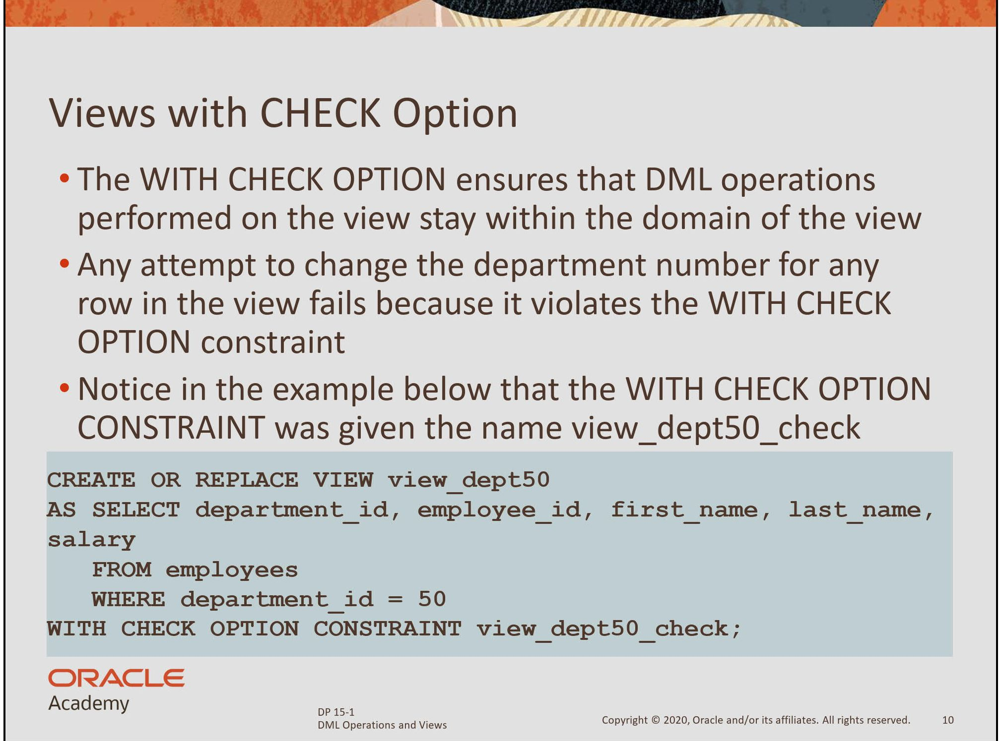 Views with CHECK Option
• The WITH CHECK OPTION ensures that DML operations
performed on the view stay within the domain of the view
• Any attempt to change the department number for any
row in the view fails because it violates the WITH CHECK
OPTION constraint
• Notice in the example below that the WITH CHECK OPTION
CONSTRAINT was given the name view_dept50_check
CREATE OR REPLACE VIEW view_dept50
AS SELECT department_id, employee_id, first_name, last_name,
salary
   FROM employees
   WHERE department_id = 50
WITH CHECK OPTION CONSTRAINT view_dept50_check;
ORACLE
Academy
DP 15-1
DML Operations and Views
Copyright © 2020, Oracle and/or its affiliates. All rights reserved. 10